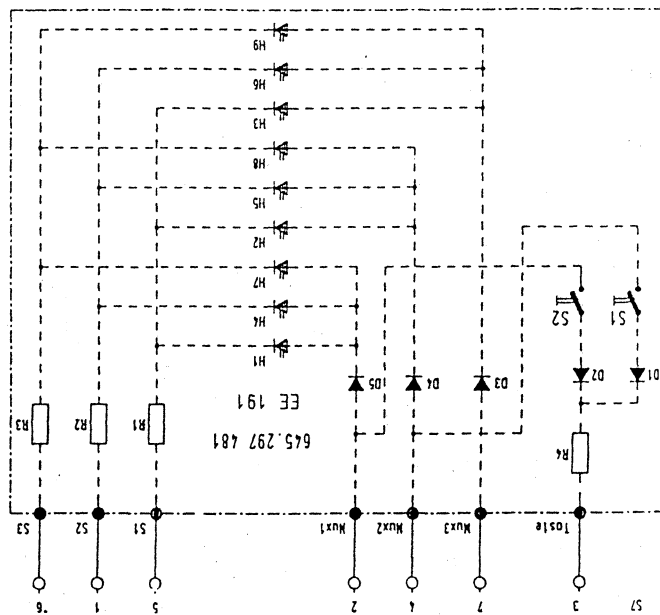 S7 3 7 4 2 5 1 6
Taste Mux3 Mux2 Mux1 S1 S2 S3
R4 R1 R2 R3
645.297 481
EE 191
D1 D2 D3 D4 D5
H1
S1 S2 H4
H7
H2
H5
H8
H3
H6
H9